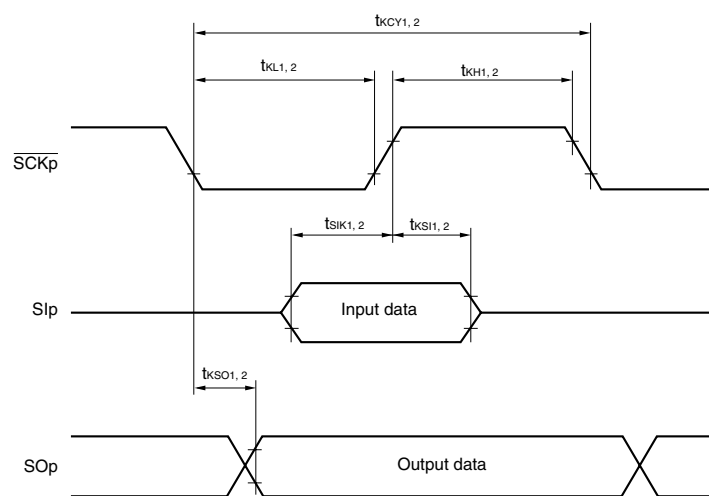 tKCY1, 2
tKL1, 2
tKH1, 2
SCKp
tSIK1, 2
tKSI1, 2
SIp
Input data
tKSO1, 2
SOp
Output data